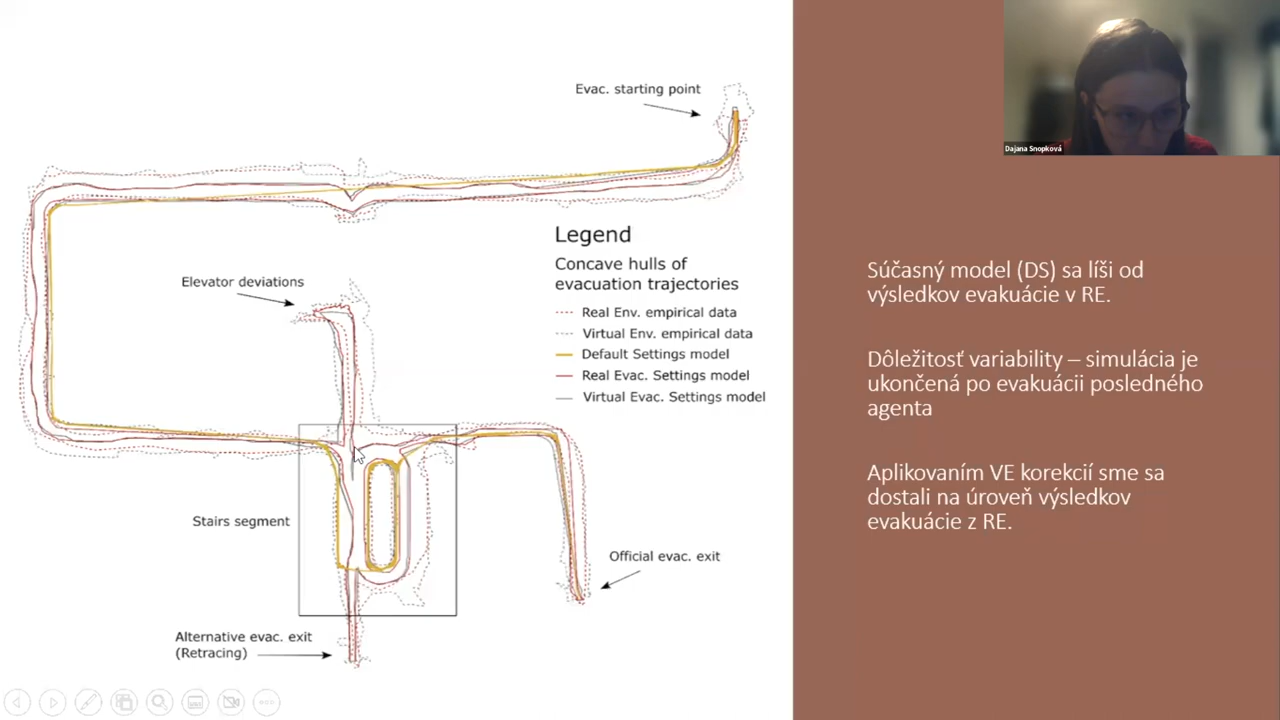 Evac. starting point
Elevator deviations
Legend
Concave hulls of
evacuation trajectories
Real Env. empirical data
Virtual Env. empirical data
Default Settings model
Real Evac. Settings model
Virtual Evac. Settings model
Stairs segment
Official evac. exit
Alternative evac. exit
(Retracing)
Dajana Snopková
Súčasný model (DS) sa líši od
výsledkov evakuácie v RE.
Dôležitosť variability – simulácia je
ukončená po evakuácii posledného
agenta
Aplikovaním VE korekcií sme sa
dostali na úroveň výsledkov
evakuácie z RE.